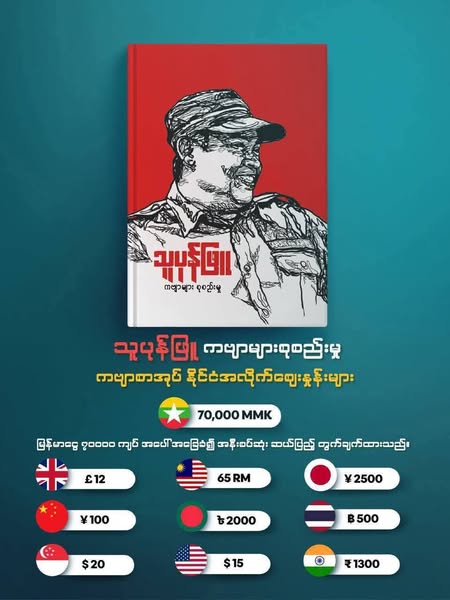 သူပုန်ဖြူ
ကဗျာများ စုစည်းမှု
သူပုန်ဖြူ ကဗျာများစုစည်းမှု
ကဗျာစာအုပ် နိုင်ငံအလိုက်ဈေးနှုန်းများ
70,000 MMK
မြန်မာငွေ ၇၀၀၀၀ ကျပ် အပေါ်အခြေခံ၍ အနီးစပ်ဆုံး ဆယ်ပြည့် တွက်ချက်ထားသည်။
£ 12
65 RM
¥ 2500
¥ 100
৳ 2000
฿ 500
$ 20
$ 15
₹ 1300